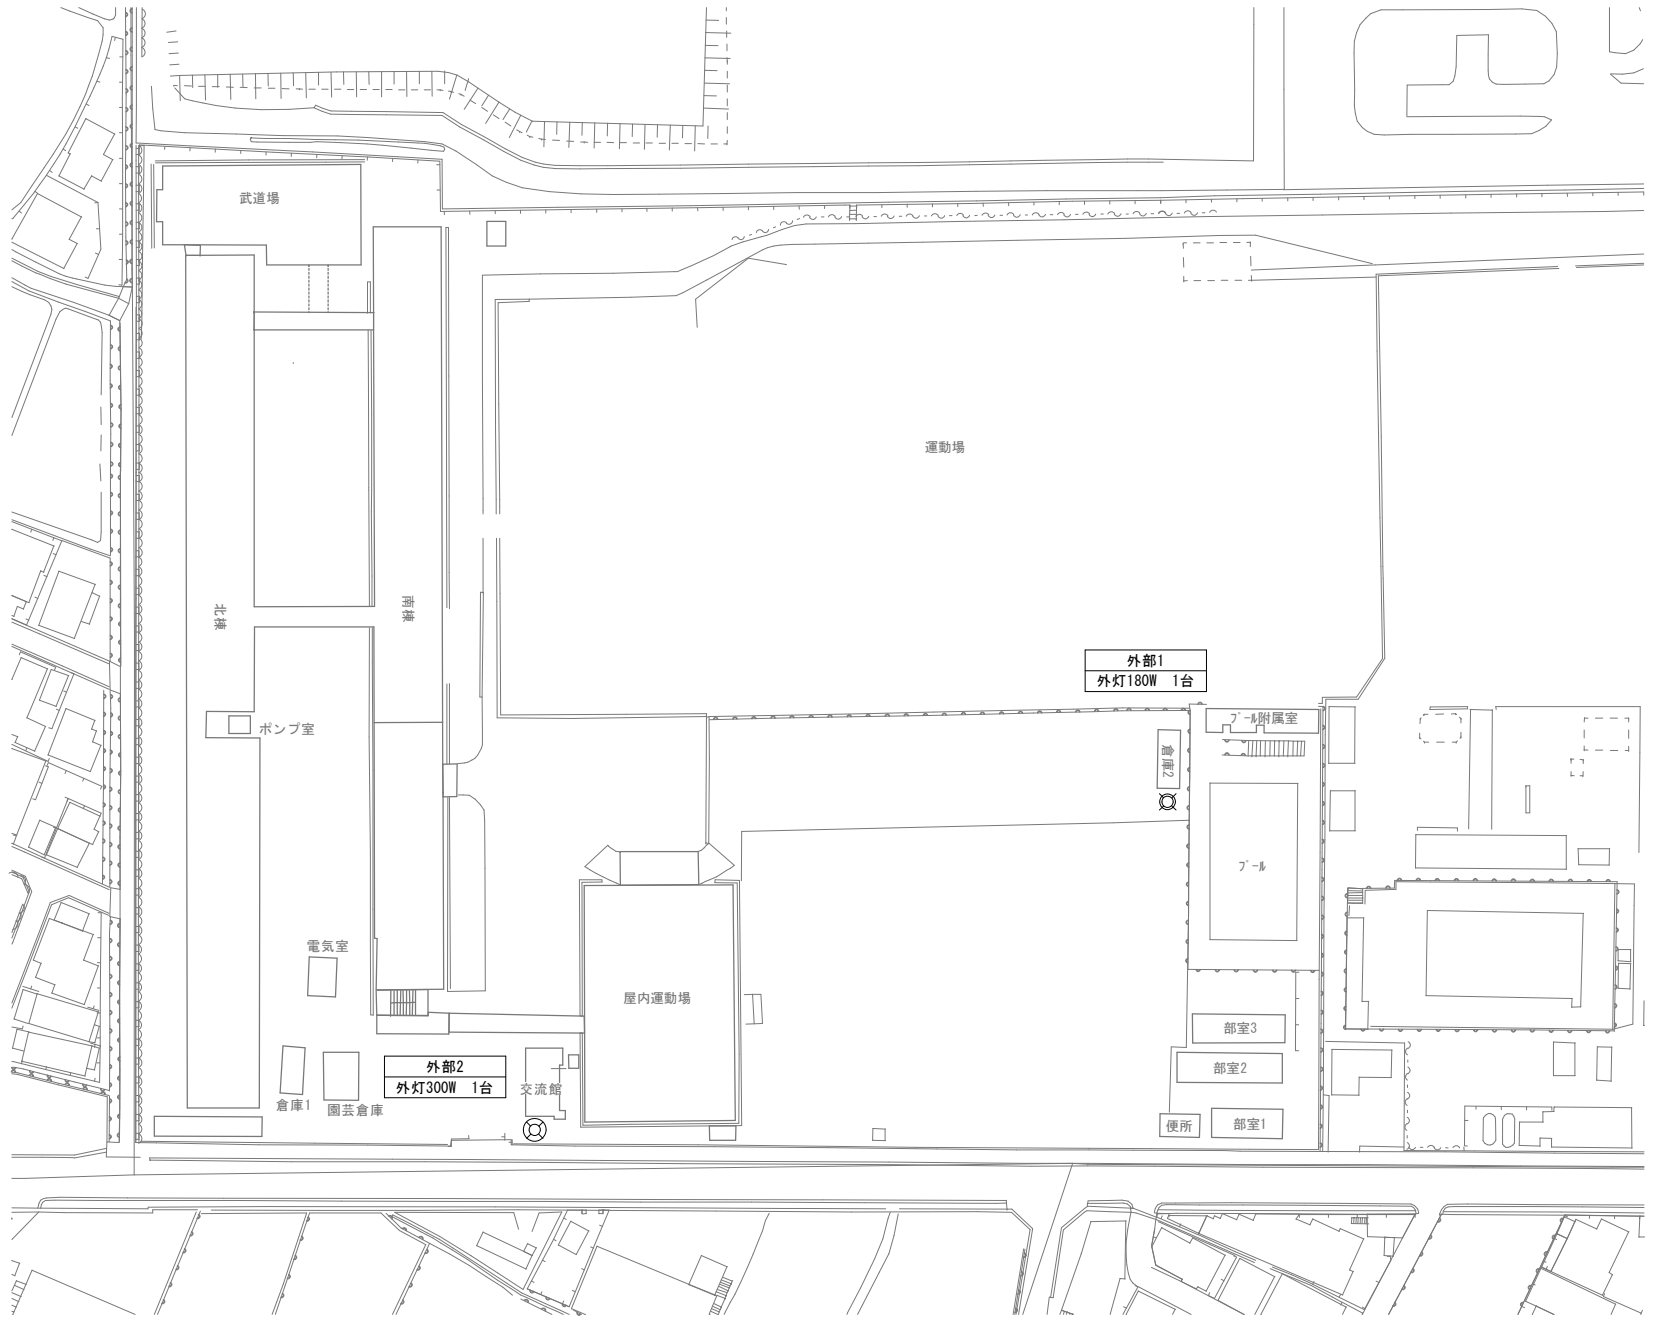 武道場
運動場
北棟
南棟
外部1
外灯180W 1台
プール附属室
ポンプ室
倉庫2
プール
電気室
屋内運動場
部室3
外部2
外灯300W 1台
部室2
交流館
倉庫1
園芸倉庫
便所
部室1